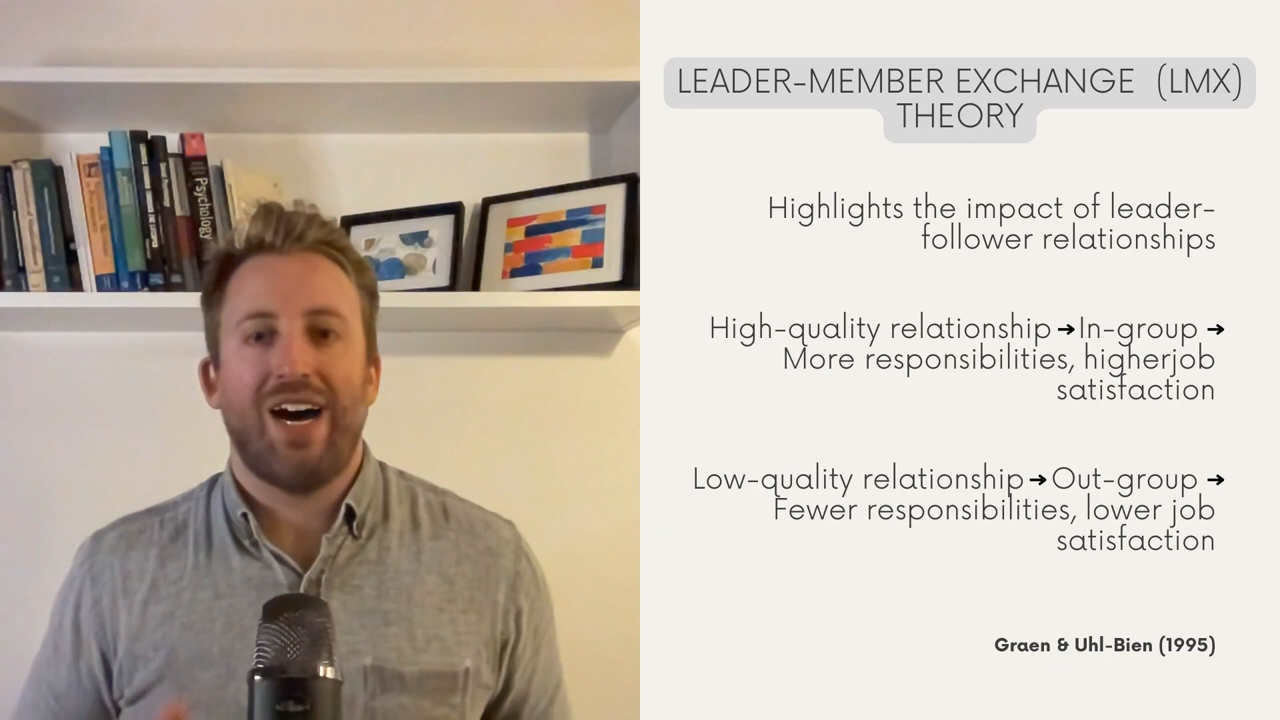 Psychology
LEADER-MEMBER EXCHANGE (LMX)
THEORY
Highlights the impact of leader-
follower relationships
High-quality relationship ➔In-group ➔
More responsibilities, higherjob
satisfaction
Low-quality relationship ➔Out-group ➔
Fewer responsibilities, lower job
satisfaction
Graen & Uhl-Bien (1995)